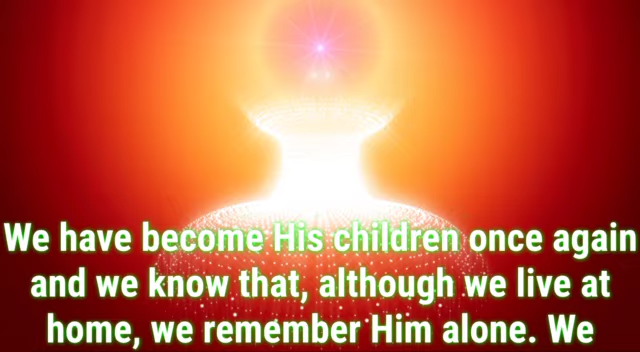 We have become His children once again
and we know that, although we live at
home, we remember Him alone. We